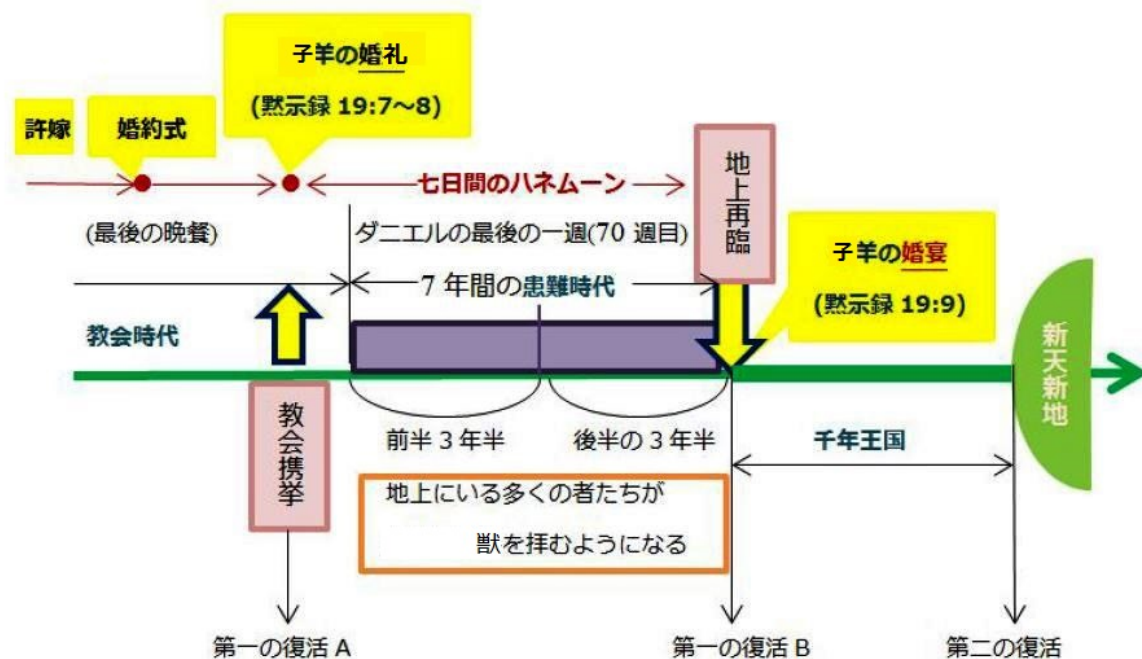 子羊の婚礼
(黙示録 19:7～8)
許嫁
婚約式
七日間のハネムーン
地上再臨
(最後の晩餐)
ダニエルの最後の一週(70 週目)
子羊の婚宴
(黙示録 19:9)
7 年間の患難時代
教会時代
新天新地
教会携挙
前半 3 年半
後半の 3 年半
千年王国
地上にいる多くの者たちが
獣を拝むようになる
第一の復活 A
第一の復活 B
第二の復活